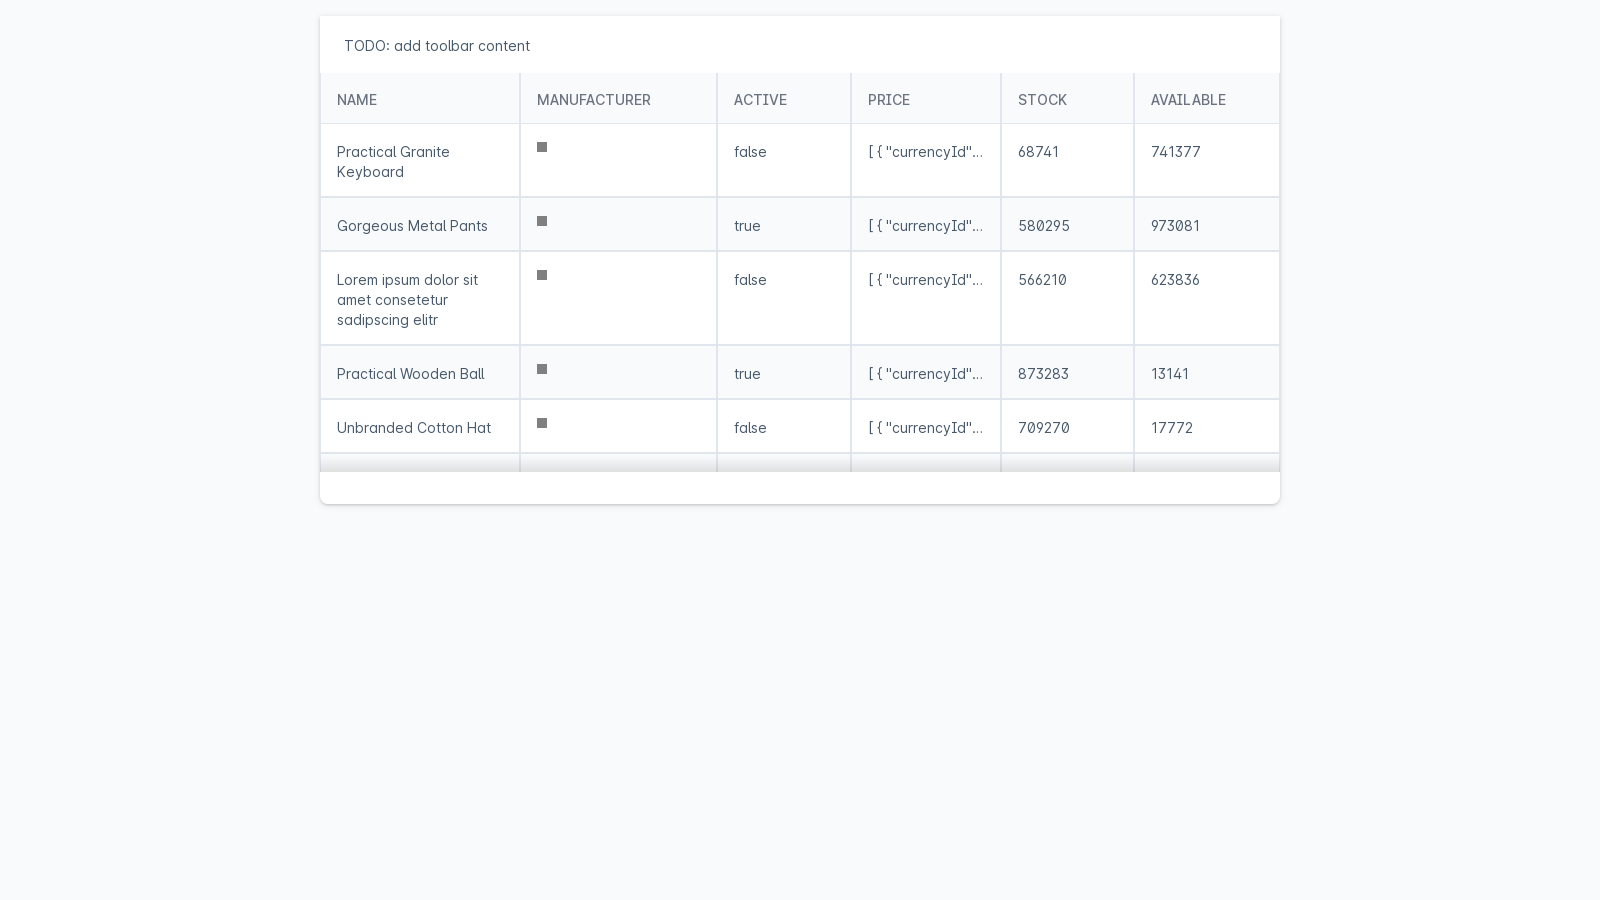 TODO: add toolbar content
NAME MANUFACTURER ACTIVE PRICE STOCK AVAILABLE
Practical Granite false [ { "currencyId"... 68741 741377
Keyboard
Gorgeous Metal Pants true [ { "currencyId"... 580295 973081
Lorem ipsum dolor sit false [ { "currencyId"... 566210 623836
amet consetetur
sadipscing elitr
Practical Wooden Ball true [ { "currencyId"... 873283 13141
Unbranded Cotton Hat false [ { "currencyId"... 709270 17772